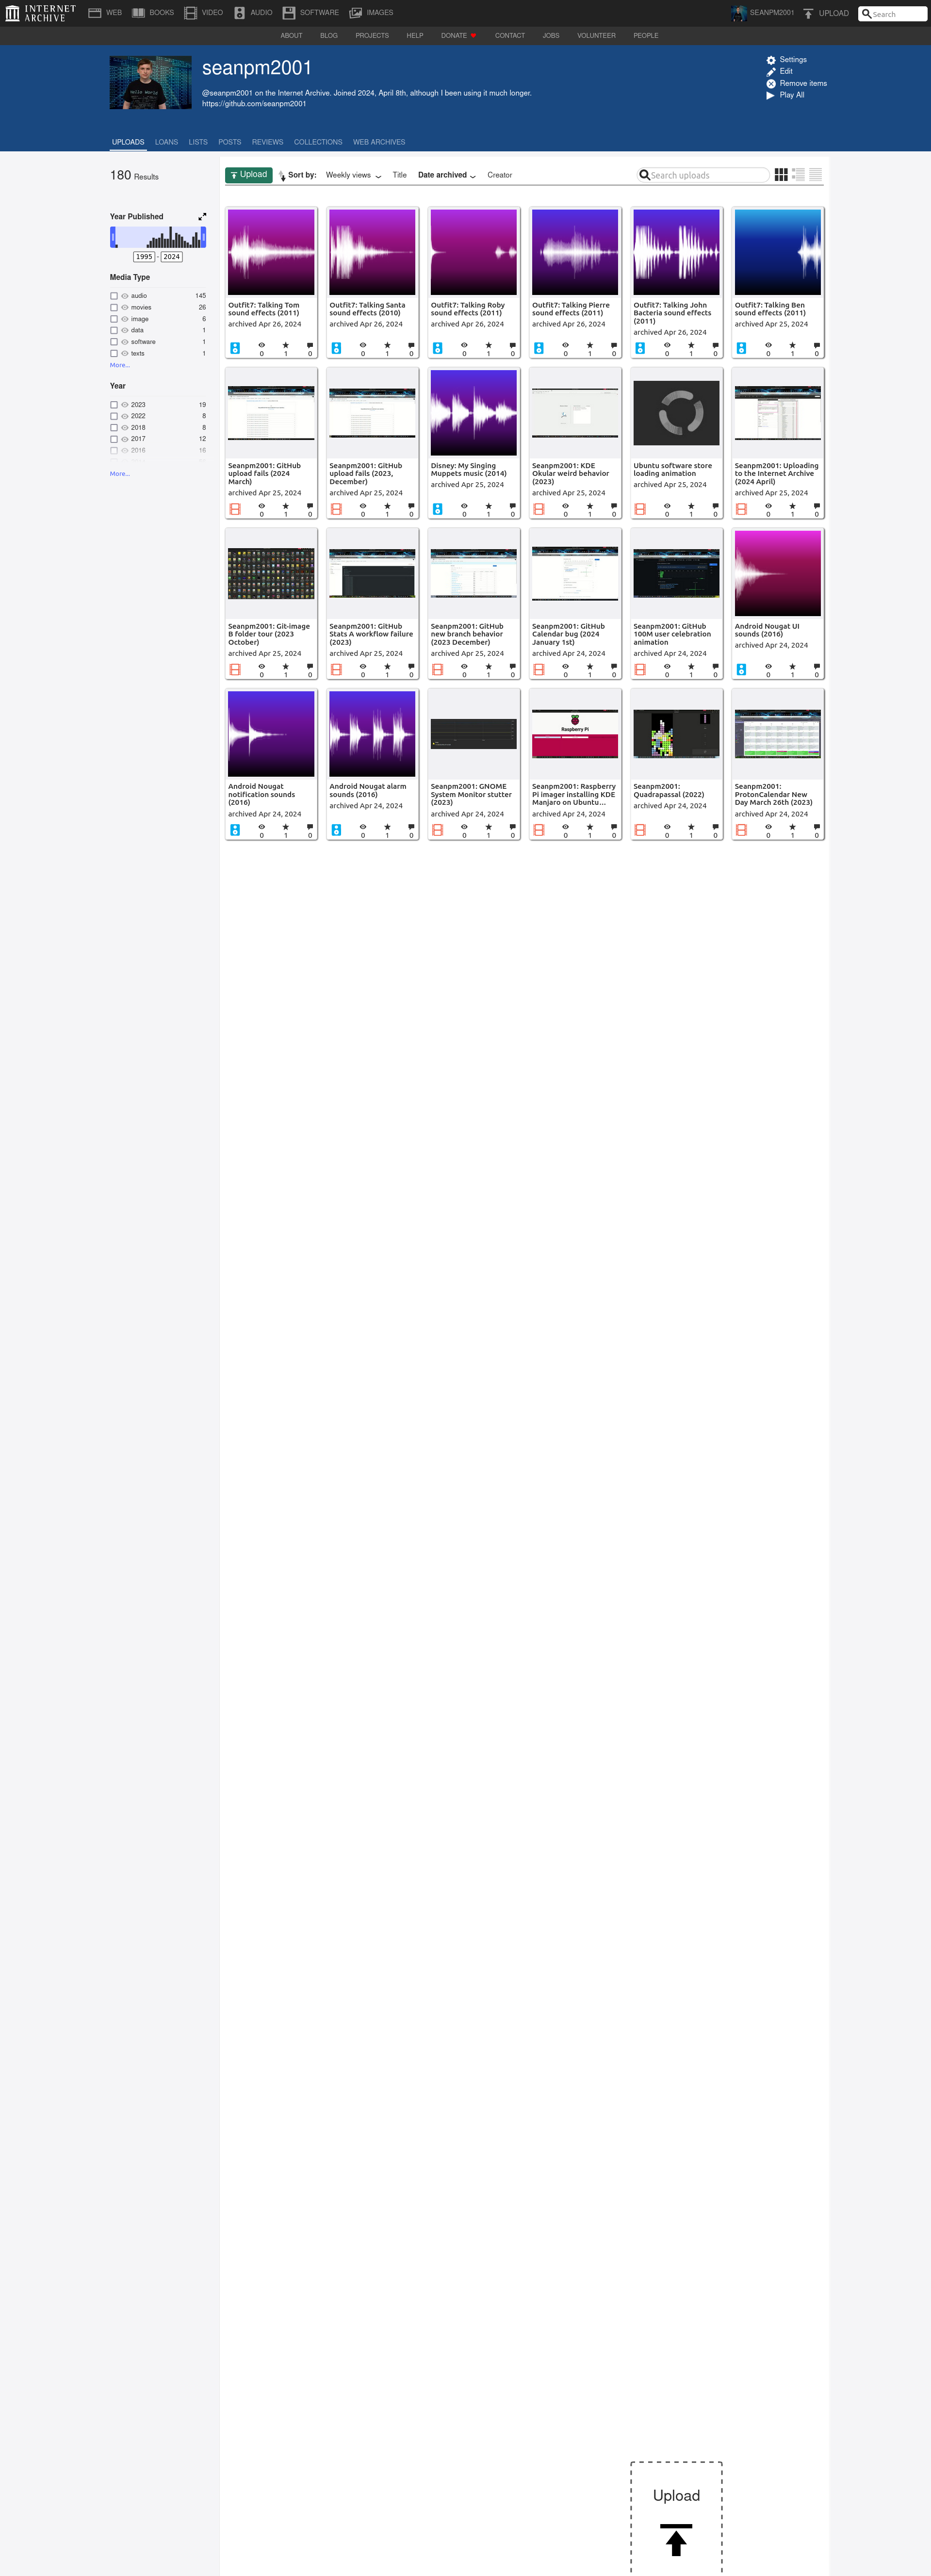 INTERNET
ARCHIVE
WEB
BOOKS
VIDEO
AUDIO
SOFTWARE
IMAGES
SEANPM2001
UPLOAD
Search
ABOUT
BLOG
PROJECTS
HELP
DONATE
CONTACT
JOBS
VOLUNTEER
PEOPLE
seanpm2001
@seanpm2001 on the Internet Archive. Joined 2024, April 8th, although I been using it much longer.
https://github.com/seanpm2001
Settings
Edit
Remove items
Play All
UPLOADS
LOANS
LISTS
POSTS
REVIEWS
COLLECTIONS
WEB ARCHIVES
180 Results
Upload
Sort by:
Weekly views
Title
Date archived
Creator
Search uploads
Year Published
1995 - 2024
Media Type
audio 145
movies 26
image 6
data 1
software 1
texts 1
More...
Year
2023 19
2022 8
2018 8
2017 12
2016 16
More...
Outfit7: Talking Tom
sound effects (2011)
archived Apr 26, 2024
0 1 0
Outfit7: Talking Santa
sound effects (2010)
archived Apr 26, 2024
0 1 0
Outfit7: Talking Roby
sound effects (2011)
archived Apr 26, 2024
0 1 0
Outfit7: Talking Pierre
sound effects (2011)
archived Apr 26, 2024
0 1 0
Outfit7: Talking John
Bacteria sound effects
(2011)
archived Apr 26, 2024
0 1 0
Outfit7: Talking Ben
sound effects (2011)
archived Apr 25, 2024
0 1 0
Seanpm2001: GitHub
upload fails (2024
March)
archived Apr 25, 2024
0 1 0
Seanpm2001: GitHub
upload fails (2023,
December)
archived Apr 25, 2024
0 1 0
Disney: My Singing
Muppets music (2014)
archived Apr 25, 2024
0 1 0
Seanpm2001: KDE
Okular weird behavior
(2023)
archived Apr 25, 2024
0 1 0
Ubuntu software store
loading animation
archived Apr 25, 2024
0 1 0
Seanpm2001: Uploading
to the Internet Archive
(2024 April)
archived Apr 25, 2024
0 1 0
Seanpm2001: Git-image
B folder tour (2023
October)
archived Apr 25, 2024
0 1 0
Seanpm2001: GitHub
Stats A workflow failure
(2023)
archived Apr 25, 2024
0 1 0
Seanpm2001: GitHub
new branch behavior
(2023 December)
archived Apr 25, 2024
0 1 0
Seanpm2001: GitHub
Calendar bug (2024
January 1st)
archived Apr 24, 2024
0 1 0
Seanpm2001: GitHub
100M user celebration
animation
archived Apr 24, 2024
0 1 0
Android Nougat UI
sounds (2016)
archived Apr 24, 2024
0 1 0
Android Nougat
notification sounds
(2016)
archived Apr 24, 2024
0 1 0
Android Nougat alarm
sounds (2016)
archived Apr 24, 2024
0 1 0
Seanpm2001: GNOME
System Monitor stutter
(2023)
archived Apr 24, 2024
0 1 0
Raspberry Pi
Seanpm2001: Raspberry
Pi imager installing KDE
Manjaro on Ubuntu...
archived Apr 24, 2024
0 1 0
Seanpm2001:
Quadrapassal (2022)
archived Apr 24, 2024
0 1 0
Seanpm2001:
ProtonCalendar New
Day March 26th (2023)
archived Apr 24, 2024
0 1 0
Upload